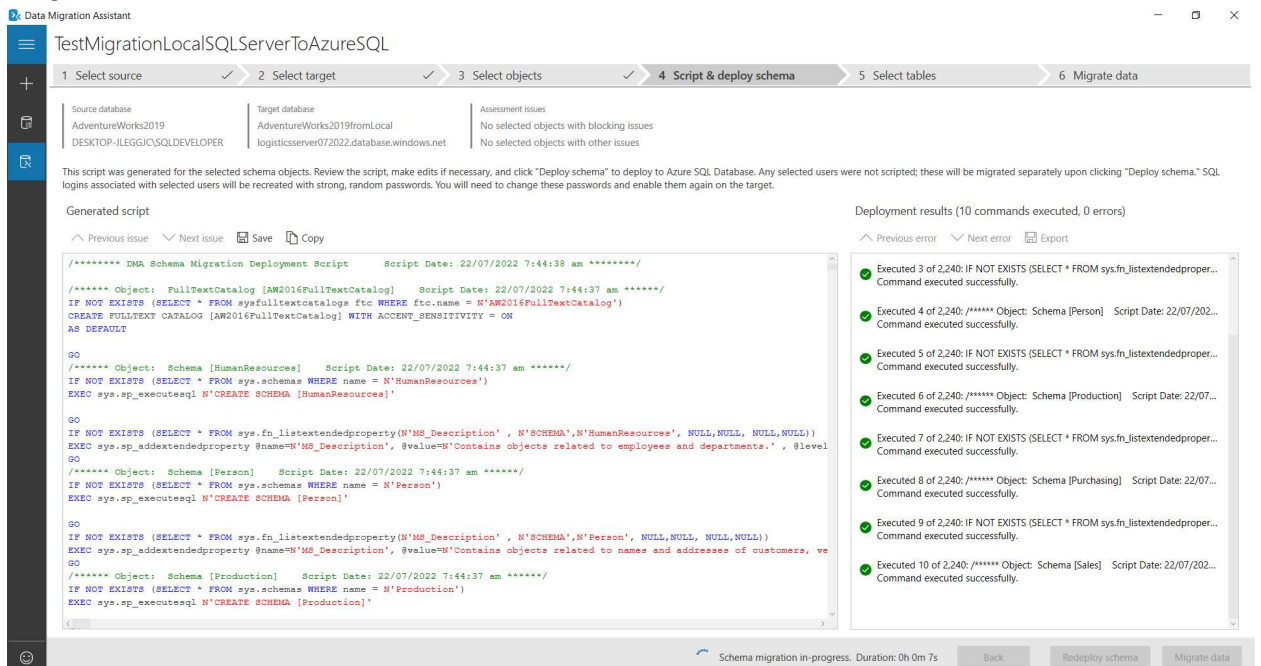 Data Migration Assistant
TestMigrationLocalSQLServerToAzureSQL
1 Select source
2 Select target
3 Select objects
4 Script & deploy schema
5 Select tables
6 Migrate data
Source database
AdventureWorks2019
DESKTOP-JLEGGJC\SQLDEVELOPER
Target database
AdventureWorks2019fromLocal
logisticsserver072022.database.windows.net
Assessment issues
No selected objects with blocking issues
No selected objects with other issues
This script was generated for the selected schema objects. Review the script, make edits if necessary, and click "Deploy schema" to deploy to Azure SQL Database. Any selected users were not scripted; these will be migrated separately upon clicking "Deploy schema." SQL
logins associated with selected users will be recreated with strong, random passwords. You will need to change these passwords and enable them again on the target.
Generated script
Previous issue Next issue Save Copy
/******** DMA Schema Migration Deployment Script Script Date: 22/07/2022 7:44:38 am ********/
/****** Object: FullTextCatalog [AW2016FullTextCatalog] Script Date: 22/07/2022 7:44:37 am ******/
IF NOT EXISTS (SELECT * FROM sysfulltextcatalogs ftc WHERE ftc.name = N'AW2016FullTextCatalog')
CREATE FULLTEXT CATALOG [AW2016FullTextCatalog] WITH ACCENT_SENSITIVITY = ON
AS DEFAULT
GO
/****** Object: Schema [HumanResources] Script Date: 22/07/2022 7:44:37 am ******/
IF NOT EXISTS (SELECT * FROM sys.schemas WHERE name = N'HumanResources')
EXEC sys.sp_executesql N'CREATE SCHEMA [HumanResources]'
GO
IF NOT EXISTS (SELECT * FROM sys.fn_listextendedproperty(N'MS_Description' , N'SCHEMA',N'HumanResources', NULL,NULL, NULL,NULL))
EXEC sys.sp_addextendedproperty @name=N'MS_Description', @value=N'Contains objects related to employees and departments.' , @level
GO
/****** Object: Schema [Person] Script Date: 22/07/2022 7:44:37 am ******/
IF NOT EXISTS (SELECT * FROM sys.schemas WHERE name = N'Person')
EXEC sys.sp_executesql N'CREATE SCHEMA [Person]'
GO
IF NOT EXISTS (SELECT * FROM sys.fn_listextendedproperty(N'MS_Description' , N'SCHEMA',N'Person', NULL,NULL, NULL,NULL))
EXEC sys.sp_addextendedproperty @name=N'MS_Description', @value=N'Contains objects related to names and addresses of customers, ve
GO
/****** Object: Schema [Production] Script Date: 22/07/2022 7:44:37 am ******/
IF NOT EXISTS (SELECT * FROM sys.schemas WHERE name = N'Production')
EXEC sys.sp_executesql N'CREATE SCHEMA [Production]'
Deployment results (10 commands executed, 0 errors)
Previous error Next error Export
Executed 3 of 2,240: IF NOT EXISTS (SELECT * FROM sys.fn_listextendedproper...
Command executed successfully.
Executed 4 of 2,240: /****** Object: Schema [Person] Script Date: 22/07/202...
Command executed successfully.
Executed 5 of 2,240: IF NOT EXISTS (SELECT * FROM sys.fn_listextendedproper...
Command executed successfully.
Executed 6 of 2,240: /****** Object: Schema [Production] Script Date: 22/07...
Command executed successfully.
Executed 7 of 2,240: IF NOT EXISTS (SELECT * FROM sys.fn_listextendedproper...
Command executed successfully.
Executed 8 of 2,240: /****** Object: Schema [Purchasing] Script Date: 22/07...
Command executed successfully.
Executed 9 of 2,240: IF NOT EXISTS (SELECT * FROM sys.fn_listextendedproper...
Command executed successfully.
Executed 10 of 2,240: /****** Object: Schema [Sales] Script Date: 22/07/202...
Command executed successfully.
Schema migration in-progress. Duration: 0h 0m 7s
Back
Redeploy schema
Migrate data